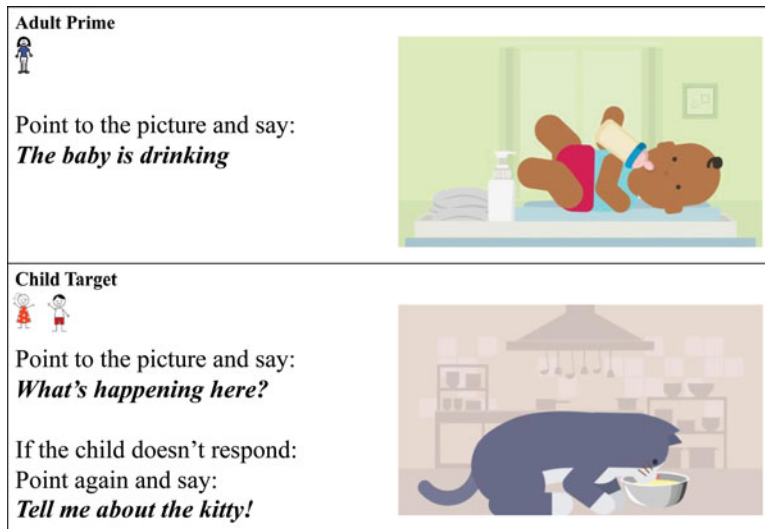 Adult Prime
Point to the picture and say:
The baby is drinking
Child Target
Point to the picture and say:
What’s happening here?
If the child doesn’t respond:
Point again and say:
Tell me about the kitty!